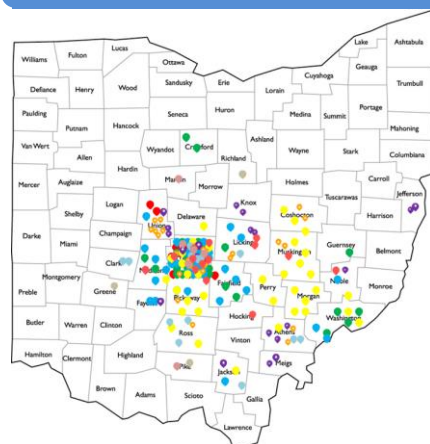 Lake
Ashtabula
Lucas
Williams
Fulton
Ottawa
Geauga
Cuyahoga
Wood
Sandusky
Erie
Trumbull
Lorain
Defiance
Henry
Huron
Portage
Seneca
Medina
Summit
Paulding
Mahoning
Putnam
Hancock
Ashland
Van Wert
Wyandot
Crawford
Wayne
Stark
Columbiana
Allen
Richland
Hardin
Carroll
Mercer
Auglaize
Marion
Morrow
Holmes
Jefferson
Tuscarawas
Logan
Knox
Shelby
Union
Delaware
Coshocton
Harrison
Champaign
Darke
Miami
Licking
Guernsey
Belmont
Muskingum
Clark
Montgomery
Noble
Monroe
Preble
Greene
Fairfield
Perry
Pickaway
Morgan
Fayette
Butler
Warren
Clinton
Hocking
Washington
Ross
Athens
Hamilton
Clermont
Highland
Vinton
Pike
Meigs
Jackson
Brown
Adams
Scioto
Gallia
Lawrence